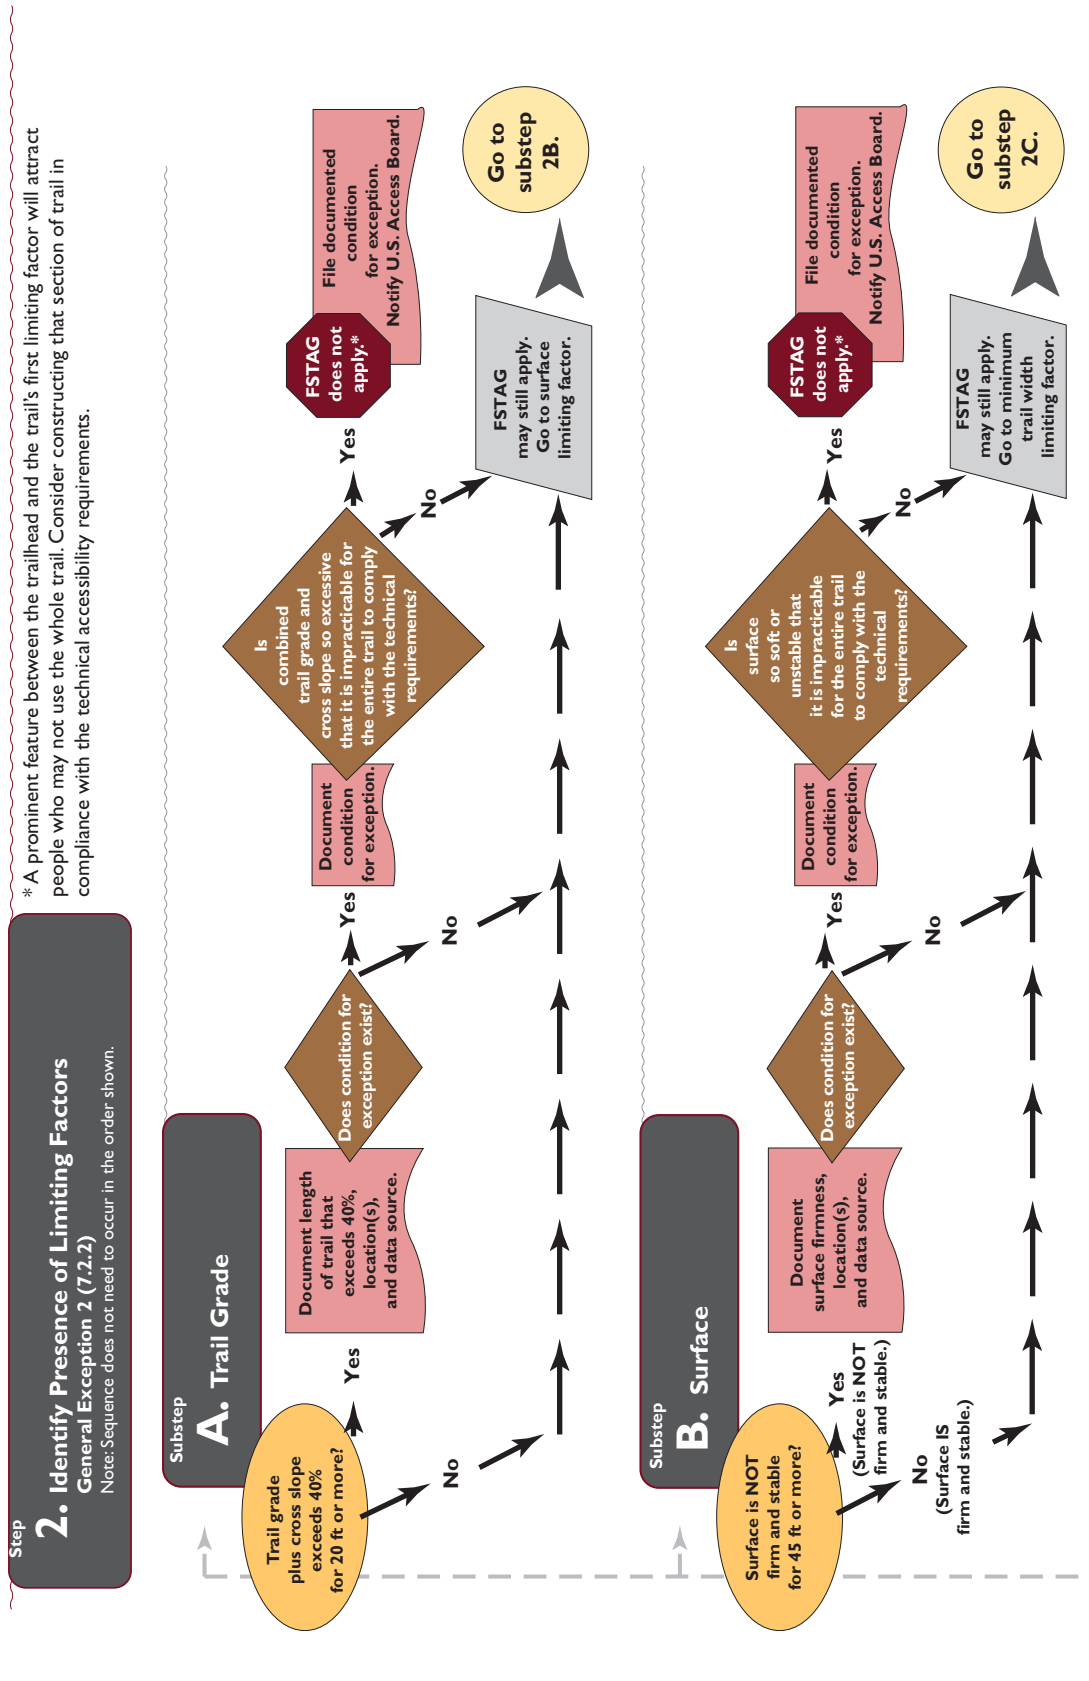 Step
2. Identify Presence of Limiting Factors
General Exception 2 (7.2.2)
Note: Sequence does not need to occur in the order shown.
* A prominent feature between the trailhead and the trail's first limiting factor will attract
people who may not use the whole trail. Consider constructing that section of trail in
compliance with the technical accessibility requirements.
Substep
A. Trail Grade
Trail grade
plus cross slope
exceeds 40%
for 20 ft or more?
Yes
No
Document length
of trail that
exceeds 40%,
location(s),
and data source.
Does condition for
exception exist?
Yes
No
Document
condition
for exception.
Is
combined
trail grade and
cross slope so excessive
that it is impracticable for
the entire trail to comply
with the technical
requirements?
Yes
No
FSTAG
does not
apply.*
File documented
condition
for exception.
Notify U.S. Access Board.
FSTAG
may still apply.
Go to surface
limiting factor.
Go to
substep
2B.
Substep
B. Surface
Surface is NOT
firm and stable
for 45 ft or more?
Yes
(Surface is NOT
firm and stable.)
No
(Surface IS
firm and stable.)
Document
surface firmness,
location(s),
and data source.
Does condition for
exception exist?
Yes
No
Document
condition
for exception.
Is
surface
so soft or
unstable that
it is impracticable
for the entire trail
to comply with the
technical
requirements?
Yes
No
FSTAG
does not
apply.*
File documented
condition
for exception.
Notify U.S. Access Board.
FSTAG
may still apply.
Go to minimum
trail width
limiting factor.
Go to
substep
2C.